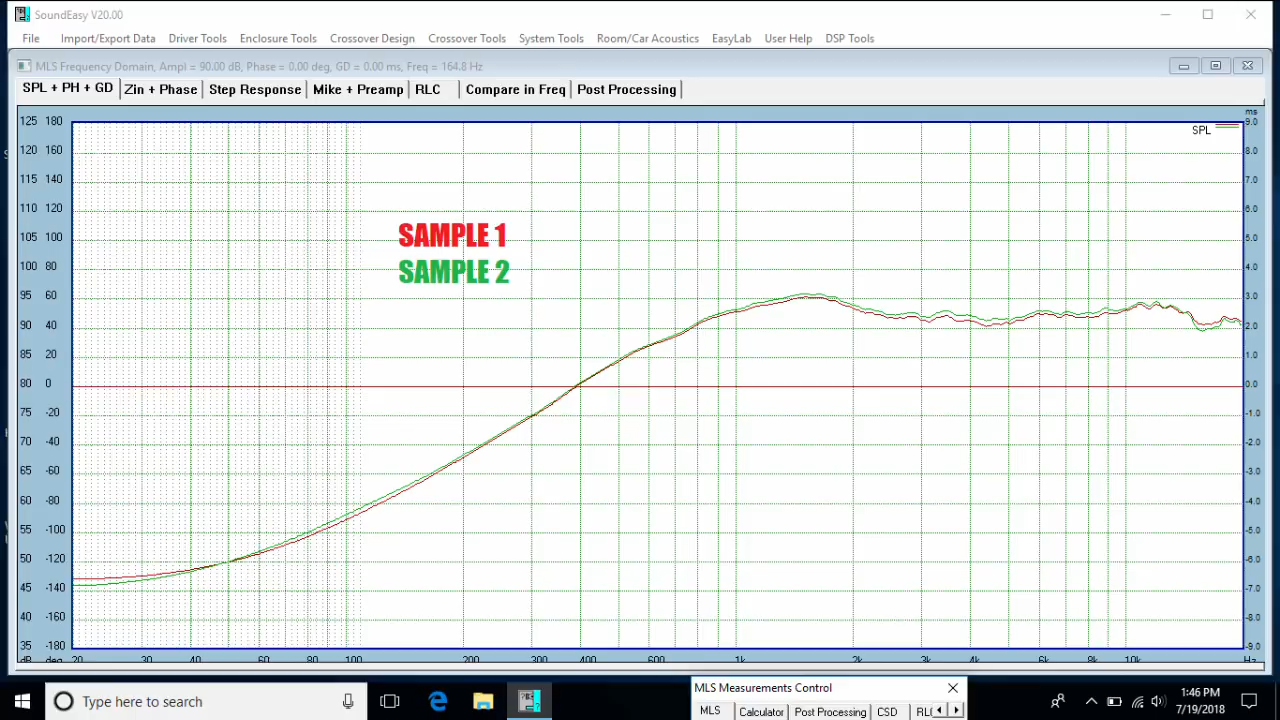 SoundEasy V20.00
File Import/Export Data Driver Tools Enclosure Tools Crossover Design Crossover Tools System Tools Room/Car Acoustics EasyLab User Help DSP Tools
MLS Frequency Domain, Ampl = 90.00 dB, Phase = 0.00 deg, GD = 0.00 ms, Freq = 164.8 Hz
SPL + PH + GD Zin + Phase Step Response Mike + Preamp RLC Compare in Freq Post Processing
ms
125 180 9.0
SPL
120 160 8.0
115 140 7.0
110 120 6.0
SAMPLE 1
105 100 5.0
SAMPLE 2
100 80 4.0
95 60 3.0
90 40 2.0
85 20 1.0
80 0 0.0
75 -20 -1.0
70 -40 -2.0
65 -60 -3.0
60 -80 -4.0
55 -100 -5.0
50 -120 -6.0
45 -140 -7.0
40 -160 -8.0
35 -180 -9.0
dB deg 20 30 40 60 80 100 200 300 400 600 1k 2k 3k 4k 6k 10k Hz
MLS Measurements Control
MLS Calculator Post Processing CSD
Type here to search
1:46 PM
7/19/2018